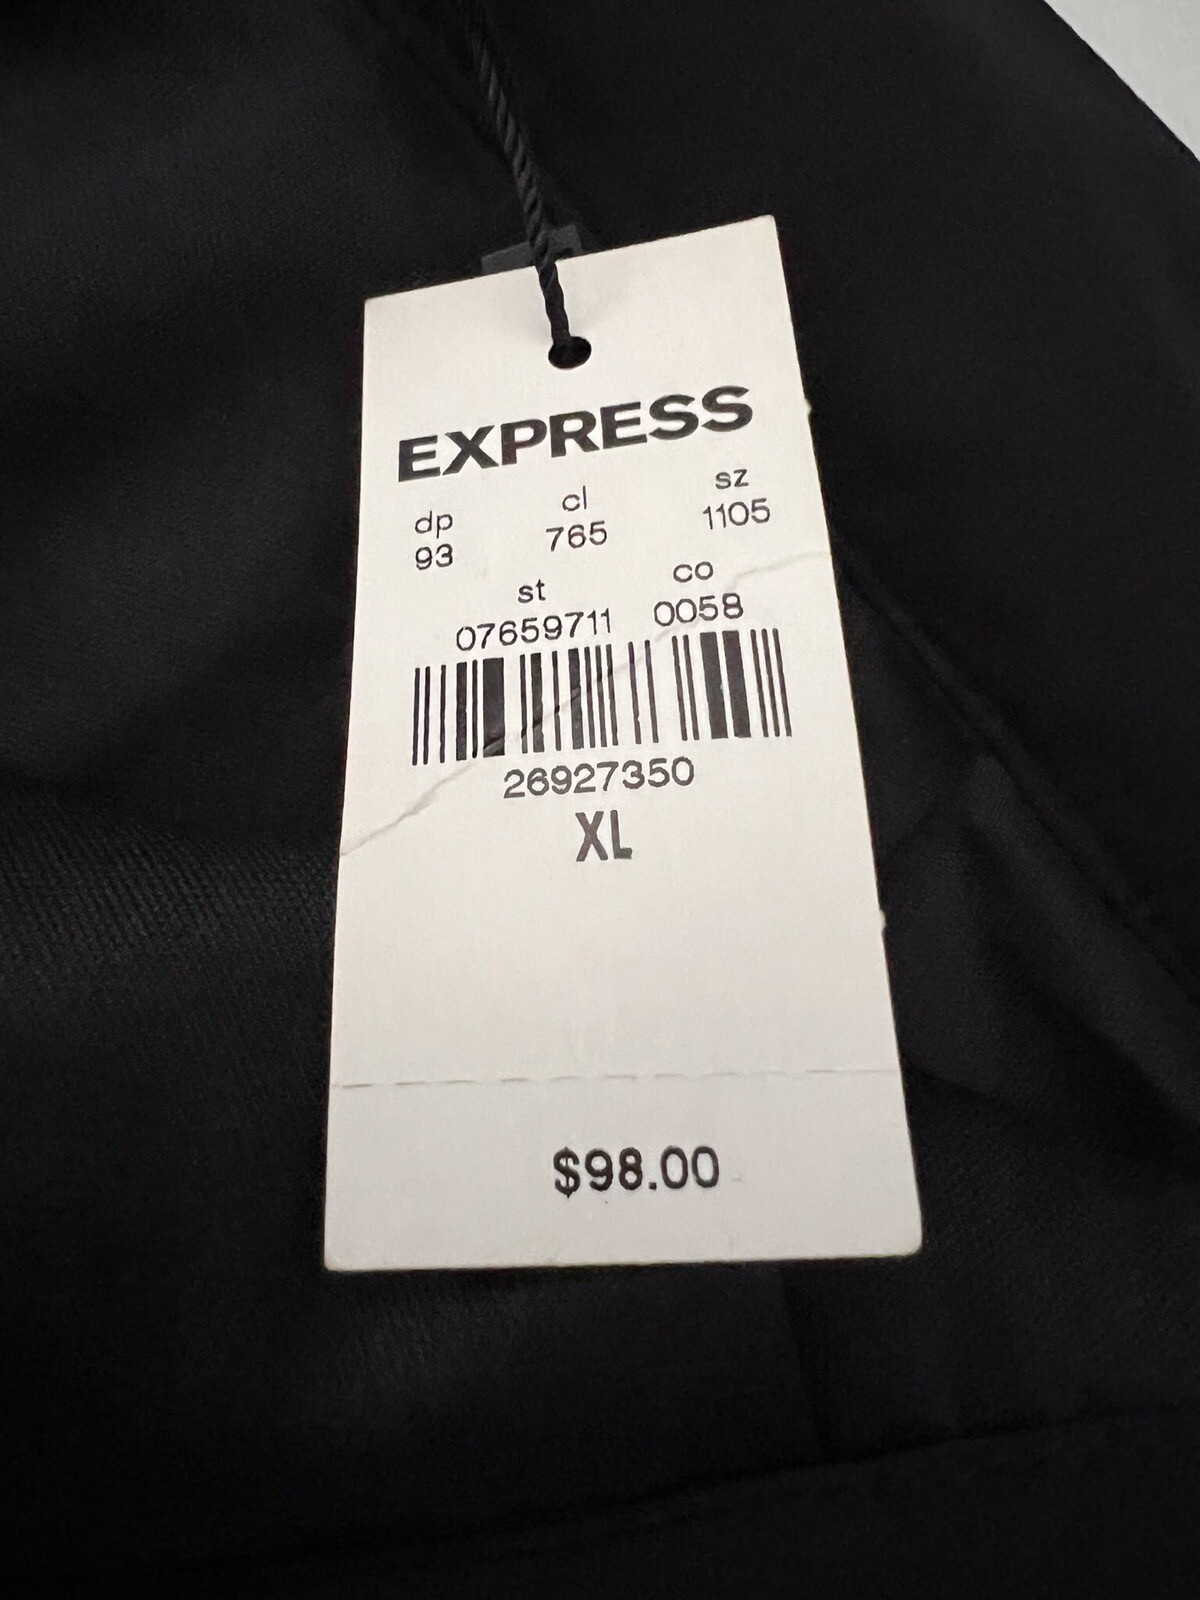 EXPRESS
dp cl sz
93 765 1105
st co
07659711 0058
26927350
XL
$98.00